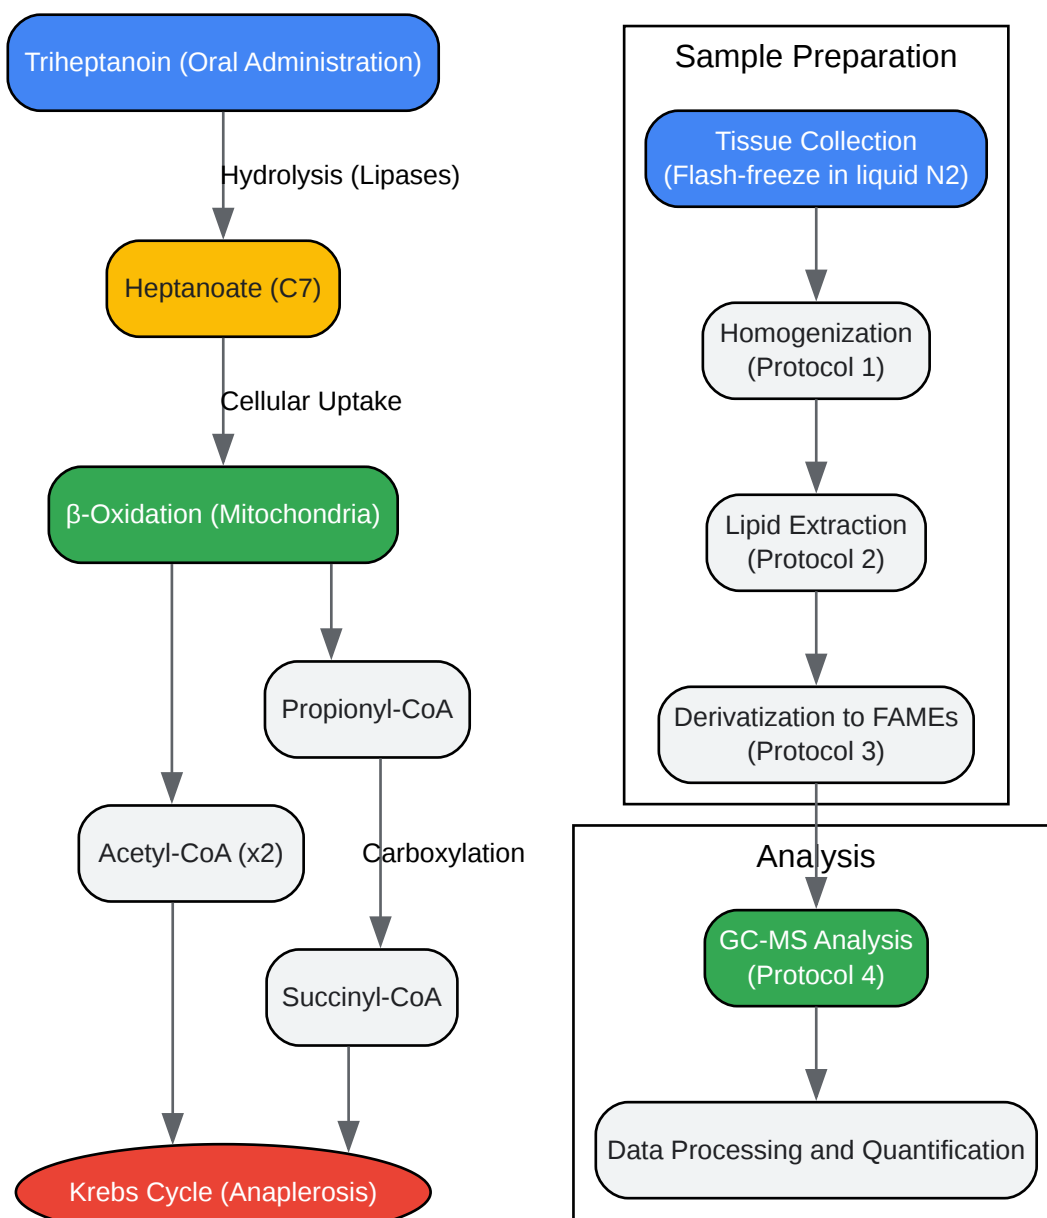 Triheptanoin (Oral Administration)
Hydrolysis (Lipases)
Heptanoate (C7)
Cellular Uptake
β-Oxidation (Mitochondria)
Propionyl-CoA
Acetyl-CoA (x2)
Carboxylation
Succinyl-CoA
Krebs Cycle (Anaplerosis)
Sample Preparation
Tissue Collection
(Flash-freeze in liquid N2)
Homogenization
(Protocol 1)
Lipid Extraction
(Protocol 2)
Derivatization to FAMEs
(Protocol 3)
Analysis
GC-MS Analysis
(Protocol 4)
Data Processing and Quantification